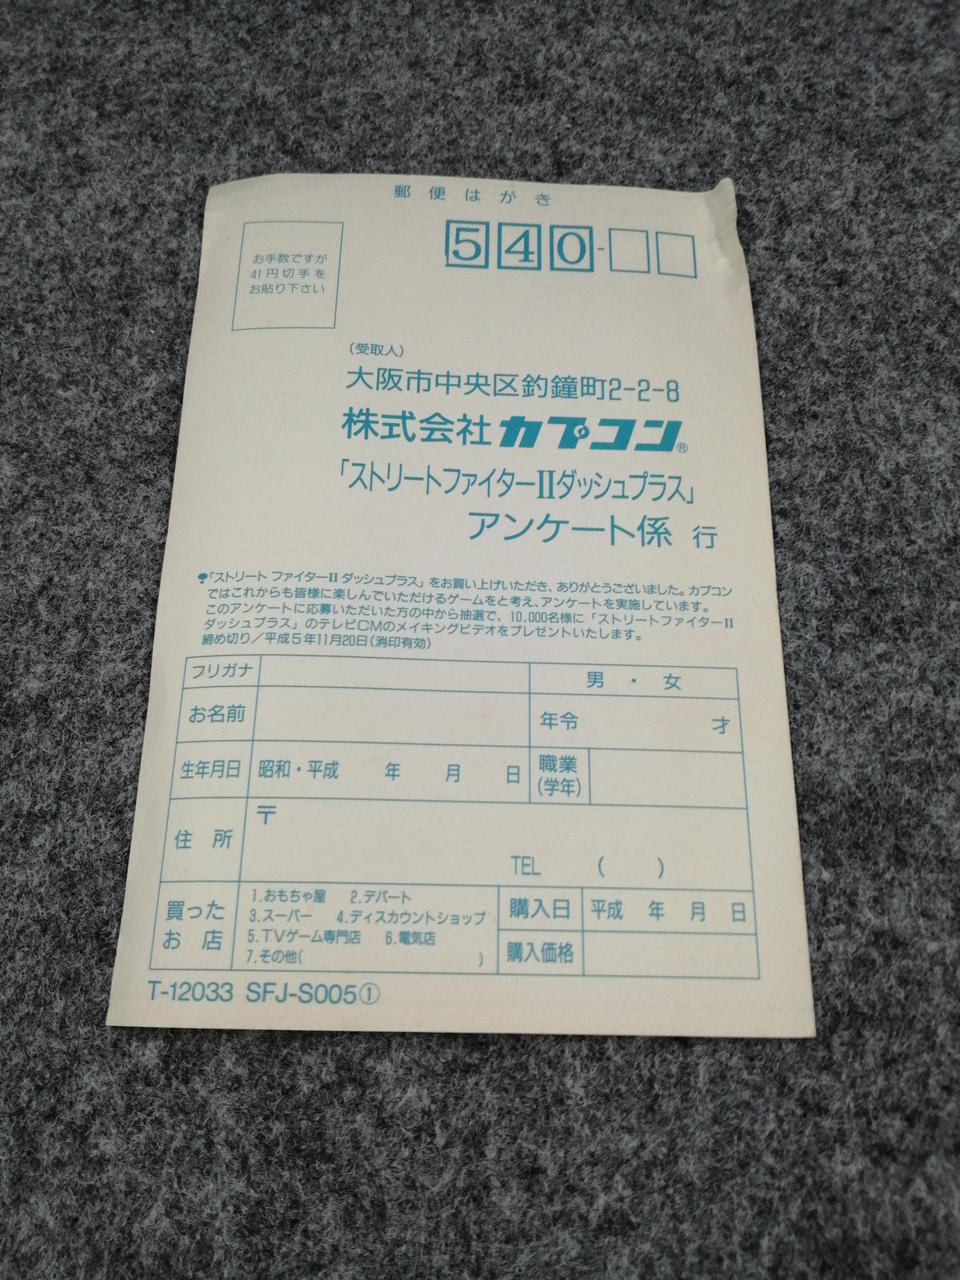 郵便はがき
お手数ですが
41円切手を
お貼り下さい
540-
(受取人)
大阪市中央区釣鐘町2-2-8
株式会社カプコン®
「ストリートファイターⅡダッシュプラス」
アンケート係 行
「ストリート ファイターⅡ ダッシュプラス」をお買い上げいただき、ありがとうございました。カプコン
ではこれからも皆様に楽しんでいただけるゲームをと考え、アンケートを実施しています。
このアンケートに応募いただいた方の中から抽選で、10,000名様に「ストリートファイターⅡ
ダッシュプラス」のテレビCMのメイキングビデオをプレゼントいたします。
締め切り/平成5年11月20日(消印有効)
フリガナ
男・女
お名前
年令 才
生年月日 昭和・平成 年 月 日
職業
(学年)
住所 〒
TEL ( )
買った
お店
1.おもちゃ屋 2.デパート
3.スーパー 4.ディスカウントショップ
5.TVゲーム専門店 6.電気店
7.その他( )
購入日 平成 年 月 日
購入価格
T-12033 SFJ-S005①